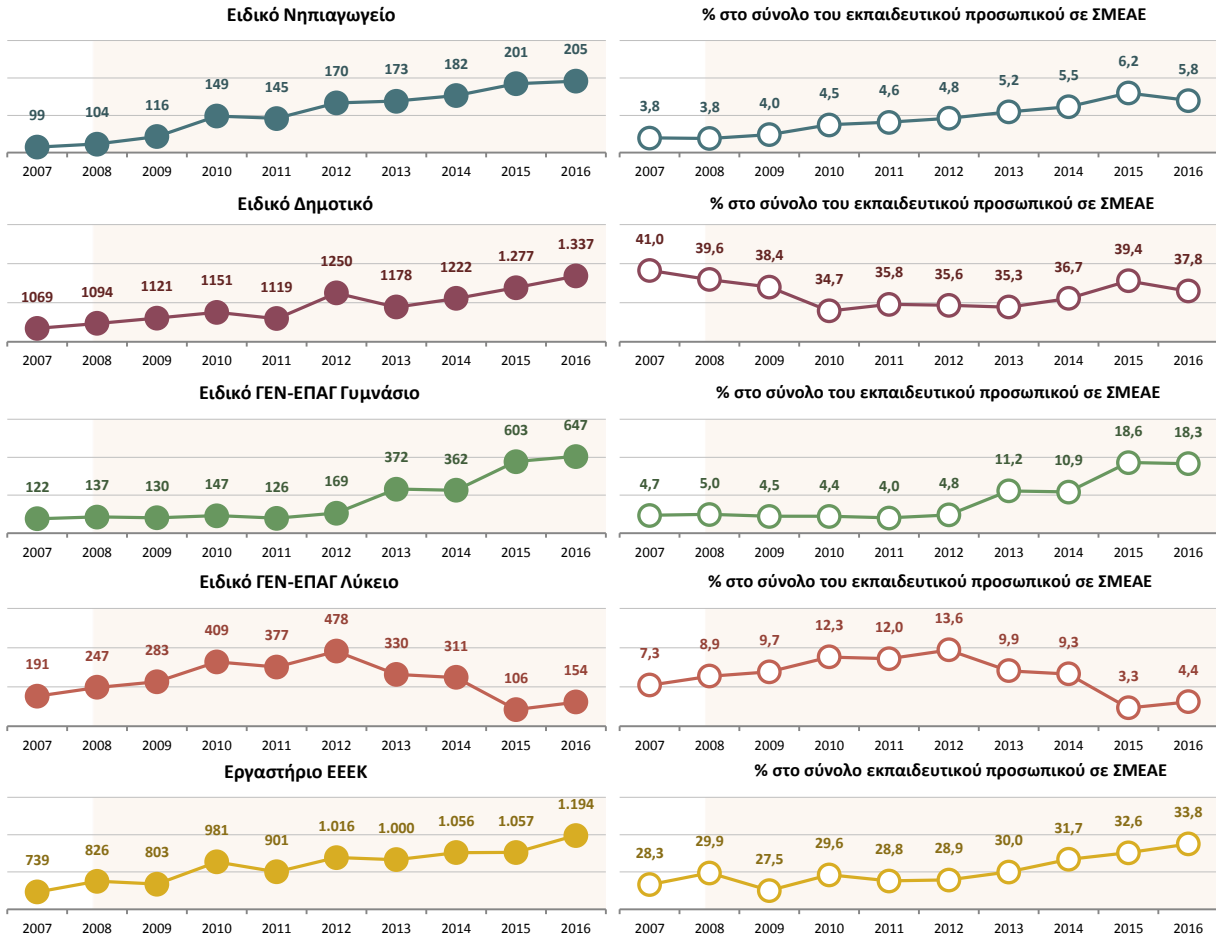 Ειδικό Νηπιαγωγείο
99 104 116 149 145 170 173 182 201 205
2007 2008 2009 2010 2011 2012 2013 2014 2015 2016
% στο σύνολο του εκπαιδευτικού προσωπικού σε ΣΜΕΑΕ
3,8 3,8 4,0 4,5 4,6 4,8 5,2 5,5 6,2 5,8
2007 2008 2009 2010 2011 2012 2013 2014 2015 2016
Ειδικό Δημοτικό
1069 1094 1121 1151 1119 1250 1178 1222 1.277 1.337
2007 2008 2009 2010 2011 2012 2013 2014 2015 2016
% στο σύνολο του εκπαιδευτικού προσωπικού σε ΣΜΕΑΕ
41,0 39,6 38,4 34,7 35,8 35,6 35,3 36,7 39,4 37,8
2007 2008 2009 2010 2011 2012 2013 2014 2015 2016
Ειδικό ΓΕΝ-ΕΠΑΓ Γυμνάσιο
122 137 130 147 126 169 372 362 603 647
2007 2008 2009 2010 2011 2012 2013 2014 2015 2016
% στο σύνολο του εκπαιδευτικού προσωπικού σε ΣΜΕΑΕ
4,7 5,0 4,5 4,4 4,0 4,8 11,2 10,9 18,6 18,3
2007 2008 2009 2010 2011 2012 2013 2014 2015 2016
Ειδικό ΓΕΝ-ΕΠΑΓ Λύκειο
191 247 283 409 377 478 330 311 106 154
2007 2008 2009 2010 2011 2012 2013 2014 2015 2016
% στο σύνολο του εκπαιδευτικού προσωπικού σε ΣΜΕΑΕ
7,3 8,9 9,7 12,3 12,0 13,6 9,9 9,3 3,3 4,4
2007 2008 2009 2010 2011 2012 2013 2014 2015 2016
Εργαστήριο ΕΕΕΚ
739 826 803 981 901 1.016 1.000 1.056 1.057 1.194
2007 2008 2009 2010 2011 2012 2013 2014 2015 2016
% στο σύνολο εκπαιδευτικού προσωπικού σε ΣΜΕΑΕ
28,3 29,9 27,5 29,6 28,8 28,9 30,0 31,7 32,6 33,8
2007 2008 2009 2010 2011 2012 2013 2014 2015 2016